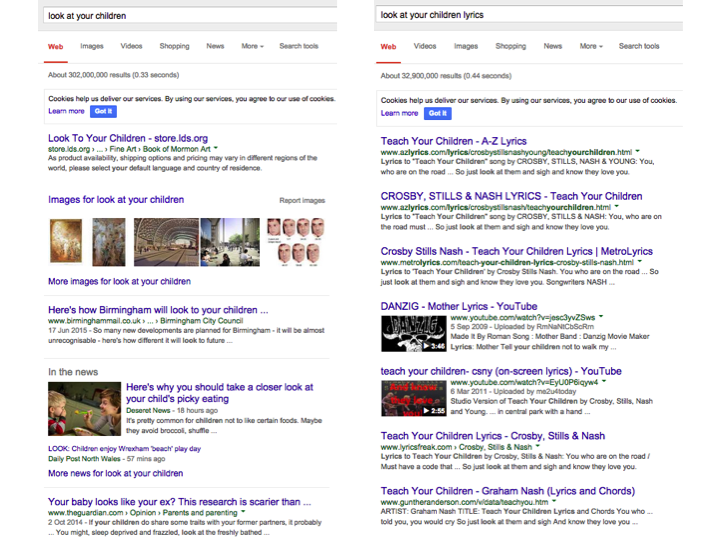 look at your children
Web Images Videos Shopping News More Search tools
About 302,000,000 results (0.33 seconds)
Cookies help us deliver our services. By using our services, you agree to our use of cookies.
Learn more Got it
Look To Your Children - store.lds.org
store.lds.org › ... › Fine Art › Book of Mormon Art
As product availability, shipping options and pricing may vary in different regions of the
world, please select your default language and country of residence.
Images for look at your children Report images
More images for look at your children
Here's how Birmingham will look to your children ...
www.birminghammail.co.uk › ... › Birmingham City Council
17 Jun 2015 - So many new developments are planned for Birmingham - it will be almost
unrecognisable - here's how different it will look to future ...
In the news
Here's why you should take a closer look at
your child's picky eating
Deseret News - 18 hours ago
It's pretty common for children not to like certain foods. Maybe
they avoid broccoli, shuffle ...
LOOK: Children enjoy Wrexham 'beach' play day
Daily Post North Wales - 57 mins ago
More news for look at your children
Your baby looks like your ex? This research is scarier than ...
www.theguardian.com › Opinion › Parents and parenting
2 Oct 2014 - If your children do share some traits with your former partners, it probably
... You might, sleep deprived and frazzled, look at the freshly bathed ...
look at your children lyrics
Web Videos Images Shopping News More Search tools
About 32,900,000 results (0.44 seconds)
Cookies help us deliver our services. By using our services, you agree to our use of cookies.
Learn more Got it
Teach Your Children - A-Z Lyrics
www.azlyrics.com/lyrics/crosbystillsnashyoung/teachyourchildren.html
Lyrics to "Teach Your Children" song by CROSBY, STILLS, NASH & YOUNG: You,
who are on the road ... So just look at them and sigh and know they love you.
CROSBY, STILLS & NASH LYRICS - Teach Your Children
www.azlyrics.com/lyrics/crosbystillsnash/teachyourchildren.html
Lyrics to "Teach Your Children" song by CROSBY, STILLS & NASH: You, who are on
the road must ... So just look at them and sigh and know they love you.
Crosby Stills Nash - Teach Your Children Lyrics | MetroLyrics
www.metrolyrics.com/teach-your-children-lyrics-crosby-stills-nash.html
Lyrics to 'Teach Your Children' by Crosby Stills Nash. You who are on the road ... So
just look at them and sigh and know they love you. Songwriters NASH ...
DANZIG - Mother Lyrics - YouTube
www.youtube.com/watch?v=jesc3yvZSws
5 Sep 2009 - Uploaded by RmNaNtCbScRm
Made It By Roman Song : Mother Band : Danzig Movie Maker
Lyrics: Mother Tell your children not to walk my ...
DANZIG
3:46
teach your children- csny (on-screen lyrics) - YouTube
www.youtube.com/watch?v=EyU0P6iqyw4
6 Mar 2011 - Uploaded by me2u4today
Studio Version of Teach Your Children by Crosby, Stills, Nash
and Young. ... in central park with a hand ...
2:55
Teach Your Children Lyrics - Crosby, Stills & Nash
www.lyricsfreak.com › Crosby, Stills & Nash
Lyrics to Teach Your Children by Crosby, Stills & Nash: You who are on the road /
Must have a code that ... So just look at them and sigh and know they love you.
Teach Your Children - Graham Nash (Lyrics and Chords)
www.guntheranderson.com/v/data/teachyou.htm
ARTIST: Graham Nash TITLE: Teach Your Children Lyrics and Chords You who ...
told you, you would cry So just look at them and sigh And know they love you ...